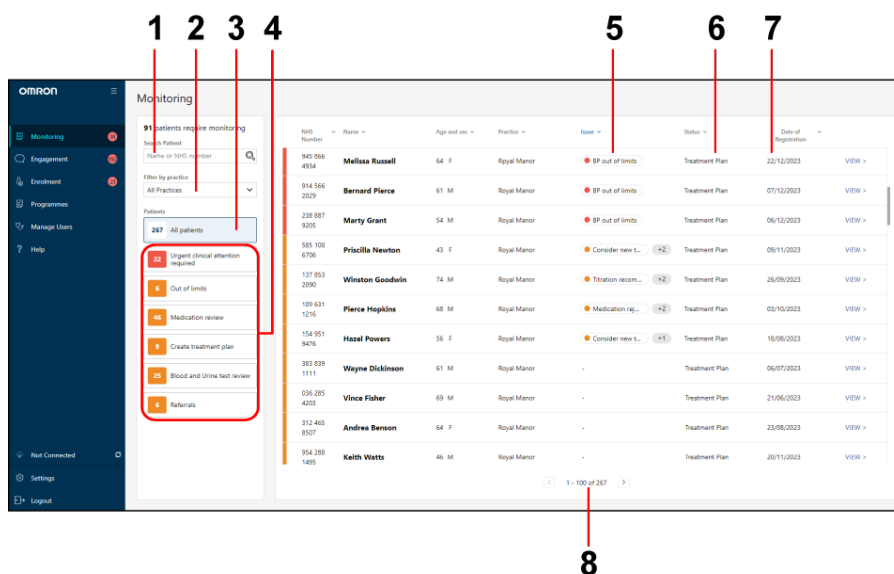 1 2 3 4 5 6 7
OMRON
Monitoring
Engagement
Enrolment
Programmes
Manage Users
? Help
Not Connected
Settings
Logout
Monitoring
91 patients require monitoring
Search Patient
Name or NHS number
Filter by practice
All Practices
Patients
267 All patients
22 Urgent clinical attention
required
6 Out of limits
46 Medication review
9 Create treatment plan
25 Blood and Urine test review
6 Referrals
NHS Number Name Age and sex Practice Issue Status Date of Registration
945 866 4934 Melissa Russell 64 F Royal Manor BP out of limits Treatment Plan 22/12/2023 VIEW >
914 566 2029 Bernard Pierce 61 M Royal Manor BP out of limits Treatment Plan 07/12/2023 VIEW >
238 887 9205 Marty Grant 54 M Royal Manor BP out of limits Treatment Plan 06/12/2023 VIEW >
585 100 6706 Priscilla Newton 43 F Royal Manor Consider new t... +2 Treatment Plan 09/11/2023 VIEW >
137 853 2090 Winston Goodwin 74 M Royal Manor Titration recom... +2 Treatment Plan 26/09/2023 VIEW >
109 631 1216 Pierce Hopkins 68 M Royal Manor Medication rej... +2 Treatment Plan 03/10/2023 VIEW >
154 951 9476 Hazel Powers 56 F Royal Manor Consider new t... +1 Treatment Plan 18/08/2023 VIEW >
383 839 1111 Wayne Dickinson 61 M Royal Manor - Treatment Plan 06/07/2023 VIEW >
036 285 4203 Vince Fisher 69 M Royal Manor - Treatment Plan 21/06/2023 VIEW >
312 465 8507 Andrea Benson 64 F Royal Manor - Treatment Plan 23/08/2023 VIEW >
954 288 1495 Keith Watts 46 M Royal Manor - Treatment Plan 20/11/2023 VIEW >
< 1 - 100 of 267 >
8